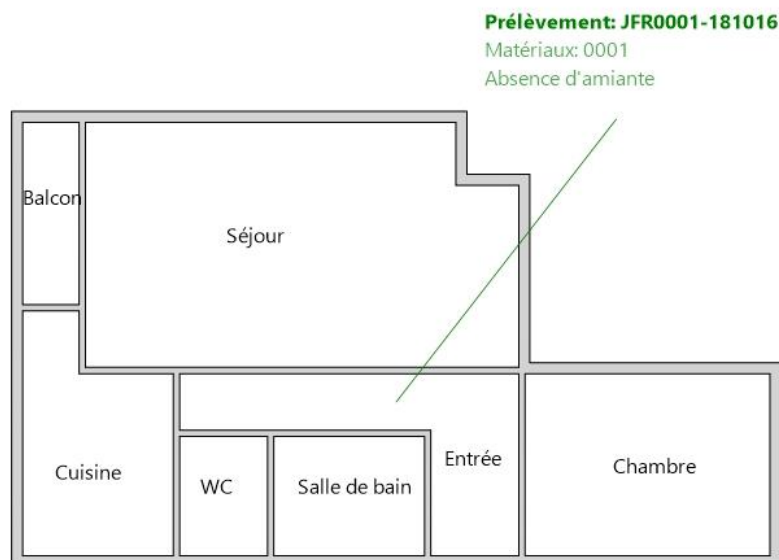 Prélèvement: JFR0001-181016
Matériaux: 0001
Absence d'amiante
Balcon
Séjour
Cuisine
WC
Salle de bain
Entrée
Chambre